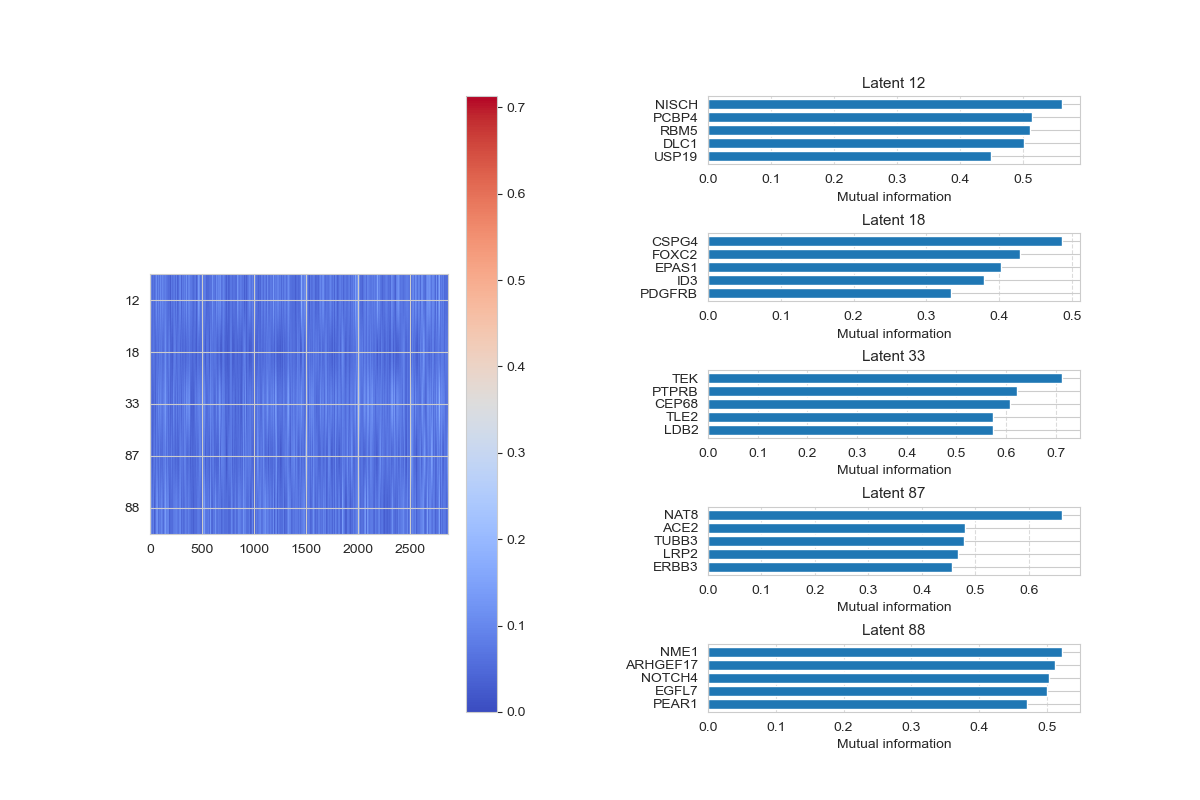 12
18
33
87
88
0 500 1000 1500 2000 2500
0.7
0.6
0.5
0.4
0.3
0.2
0.1
0.0
Latent 12
NISCH
PCBP4
RBM5
DLC1
USP19
0.0 0.1 0.2 0.3 0.4 0.5
Mutual information
Latent 18
CSPG4
FOXC2
EPAS1
ID3
PDGFRB
0.0 0.1 0.2 0.3 0.4 0.5
Mutual information
Latent 33
TEK
PTPRB
CEP68
TLE2
LDB2
0.0 0.1 0.2 0.3 0.4 0.5 0.6 0.7
Mutual information
Latent 87
NAT8
ACE2
TUBB3
LRP2
ERBB3
0.0 0.1 0.2 0.3 0.4 0.5 0.6
Mutual information
Latent 88
NME1
ARHGEF17
NOTCH4
EGFL7
PEAR1
0.0 0.1 0.2 0.3 0.4 0.5
Mutual information